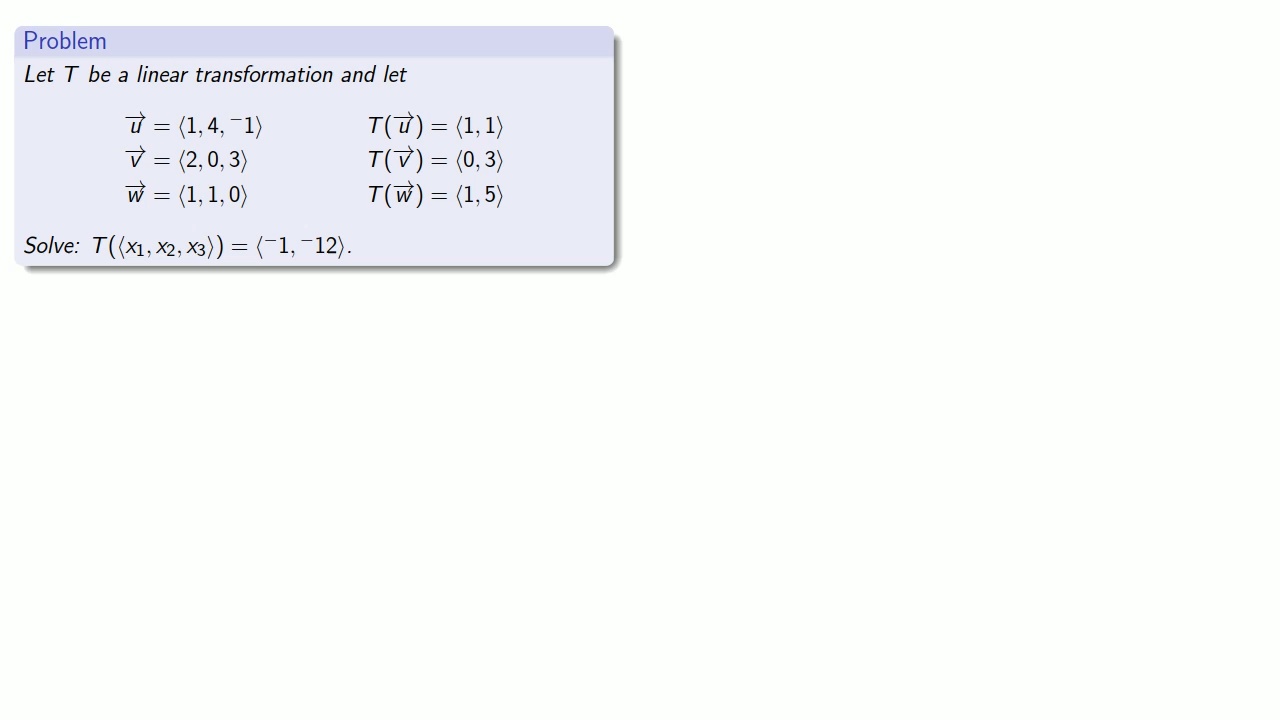 Problem
Let T be a linear transformation and let
u⃗ = ⟨1, 4, ⁻1⟩ T(u⃗) = ⟨1, 1⟩
v⃗ = ⟨2, 0, 3⟩ T(v⃗) = ⟨0, 3⟩
w⃗ = ⟨1, 1, 0⟩ T(w⃗) = ⟨1, 5⟩
Solve: T(⟨x₁, x₂, x₃⟩) = ⟨⁻1, ⁻12⟩.